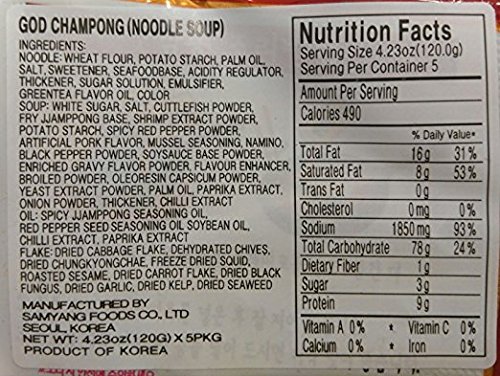 GOD CHAMPONG (NOODLE SOUP)
INGREDIENTS:
NOODLE: WHEAT FLOUR, POTATO STARCH, PALM OIL,
SALT, SWEETENER, SEAFOODBASE, ACIDITY REGULATOR,
THICKENER, SUGAR SOLUTION, EMULSIFIER,
GREENTEA FLAVOR OIL, COLOR
SOUP: WHITE SUGAR, SALT, CUTTLEFISH POWDER,
FRY JJAMPPONG BASE, SHRIMP EXTRACT POWDER,
POTATO STARCH, SPICY RED PEPPER POWDER,
ARTIFICIAL PORK FLAVOR, MUSSEL SEASONING, NAMINO,
BLACK PEPPER POWDER, SOYSAUCE BASE POWDER,
ENRICHED GRAVY FLAVOR POWDER, FLAVOUR ENHANCER,
BROILED POWDER, OLEORESIN CAPSICUM POWDER,
YEAST EXTRACT POWDER, PALM OIL, PAPRIKA EXTRACT,
ONION POWDER, THICKENER, CHILLI EXTRACT
OIL: SPICY JJAMPPONG SEASONING OIL,
RED PEPPER SEED SEASONING OIL SOYBEAN OIL,
CHILLI EXTRACT, PAPRIKA EXTRACT
FLAKE: DRIED CABBAGE FLAKE, DEHYDRATED CHIVES,
DRIED CHUNGKYONGCHAE, FREEZE DRIED SQUID,
ROASTED SESAME, DRIED CARROT FLAKE, DRIED BLACK
FUNGUS, DRIED GARLIC, DRIED KELP, DRIED SEAWEED
MANUFACTURED BY
SAMYANG FOODS CO., LTD
SEOUL, KOREA
NET WT: 4.23oz(120G) X 5PKG
PRODUCT OF KOREA
Nutrition Facts
Serving Size 4.23oz(120.0g)
Serving Per Container 5
Amount Per Serving
Calories 490
% Daily Value*
Total Fat 16g 31%
Saturated Fat 8g 53%
Trans Fat 0g
Cholesterol 0mg 0%
Sodium 1850mg 93%
Total Carbohydrate 78g 24%
Dietary Fiber 1g
Sugar 3g
Protein 9g
Vitamin A 0% * Vitamin C 0%
Calcium 0% * Iron 0%